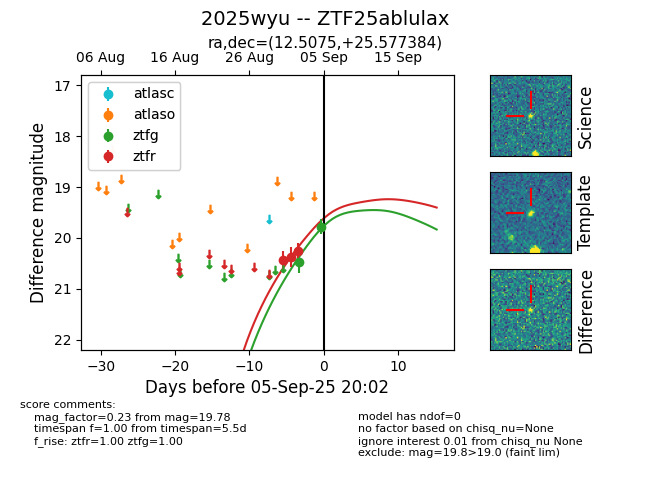 2025wyu -- ZTF25ablulax
ra,dec=(12.5075,+25.577384)
06 Aug 16 Aug 26 Aug 05 Sep 15 Sep
17
18
19
20
21
22
Difference magnitude
atlasc
atlaso
ztfg
ztfr
−30 −20 −10 0 10
Days before 05-Sep-25 20:02
Science
Template
Difference
score comments:
mag_factor=0.23 from mag=19.78
timespan f=1.00 from timespan=5.5d
f_rise: ztfr=1.00 ztfg=1.00
model has ndof=0
no factor based on chisq_nu=None
ignore interest 0.01 from chisq_nu None
exclude: mag=19.8>19.0 (faint lim)